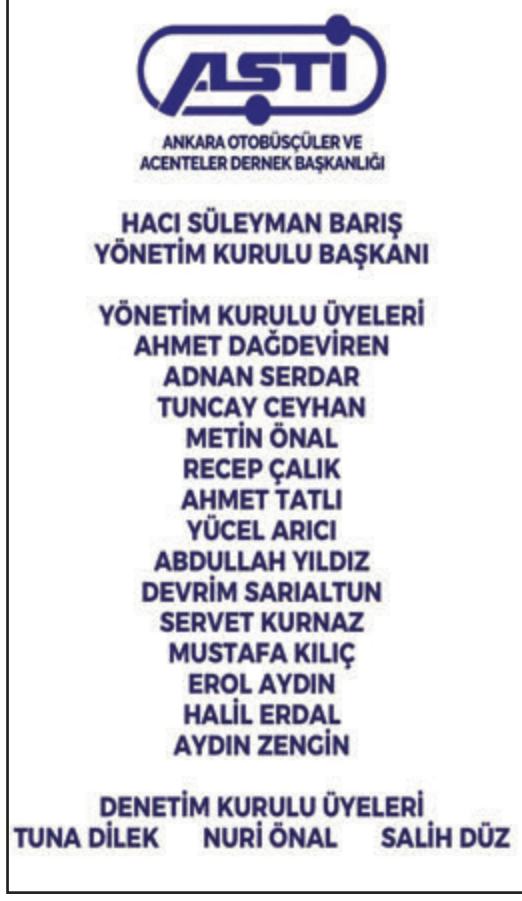 AŞTİ
ANKARA OTOBÜSÇÜLER VE
ACENTELER DERNEK BAŞKANLIĞI
HACI SÜLEYMAN BARIŞ
YÖNETİM KURULU BAŞKANI
YÖNETİM KURULU ÜYELERİ
AHMET DAĞDEVİREN
ADNAN SERDAR
TUNCAY CEYHAN
METİN ÖNAL
RECEP ÇALIK
AHMET TATLI
YÜCEL ARICI
ABDULLAH YILDIZ
DEVRİM SARIALTUN
SERVET KURNAZ
MUSTAFA KILIÇ
EROL AYDIN
HALİL ERDAL
AYDIN ZENGİN
DENETİM KURULU ÜYELERİ
TUNA DİLEK NURİ ÖNAL SALİH DÜZ